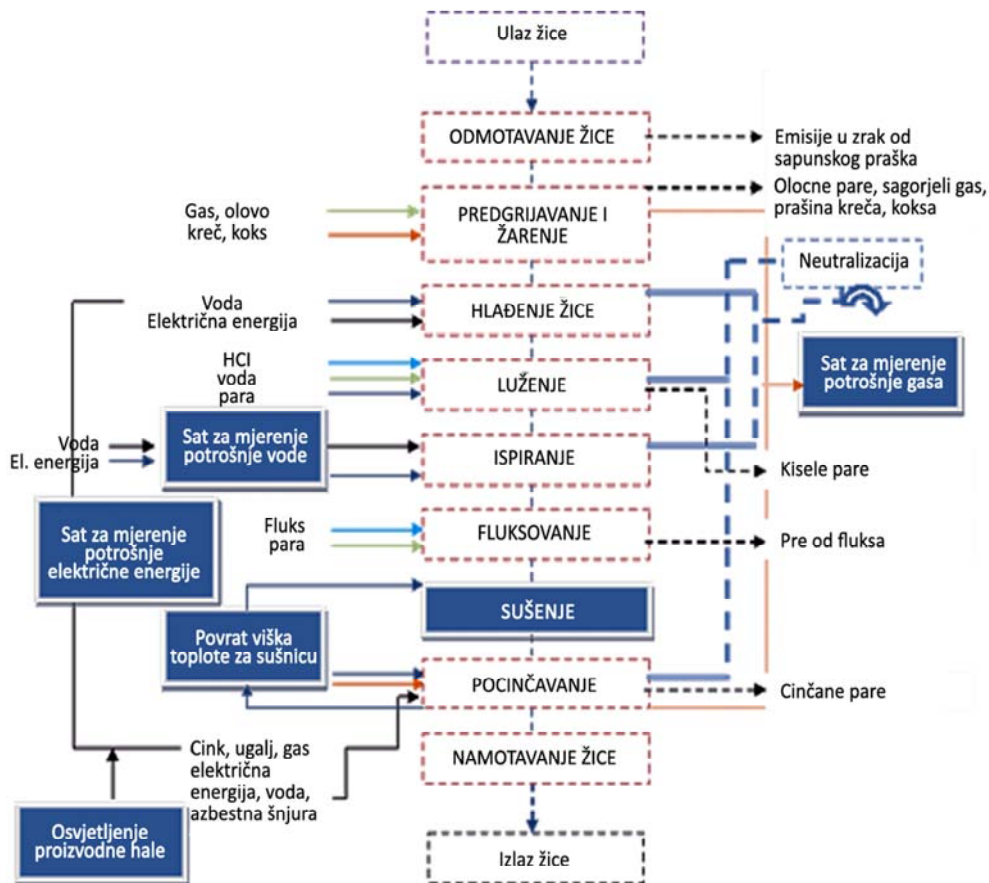 Ulaz žice
ODMOTAVANJE ŽICE
Emisije u zrak od
sapunskog praška
Olocne pare, sagorjeli gas,
prašina kreča, koksa
Gas, olovo
kreč, koks
PREDGRIJAVANJE I
ŽARENJE
Neutralizacija
Voda
Električna energija
HLAĐENJE ŽICE
HCI
voda
para
LUŽENJE
Sat za mjerenje
potrošnje gasa
Voda
El. energija
Sat za mjerenje
potrošnje vode
ISPIRANJE
Kisele pare
Sat za mjerenje
potrošnje
električne energije
Fluks
para
FLUKSOVANJE
Pre od fluksa
SUŠENJE
Povrat viška
toplote za sušnicu
POCINČAVANJE
Cinčane pare
NAMOTAVANJE ŽICE
Cink, ugalj, gas
električna
energija, voda,
azbestna šnjura
Osvjetljenje
proizvodne hale
Izlaz žice